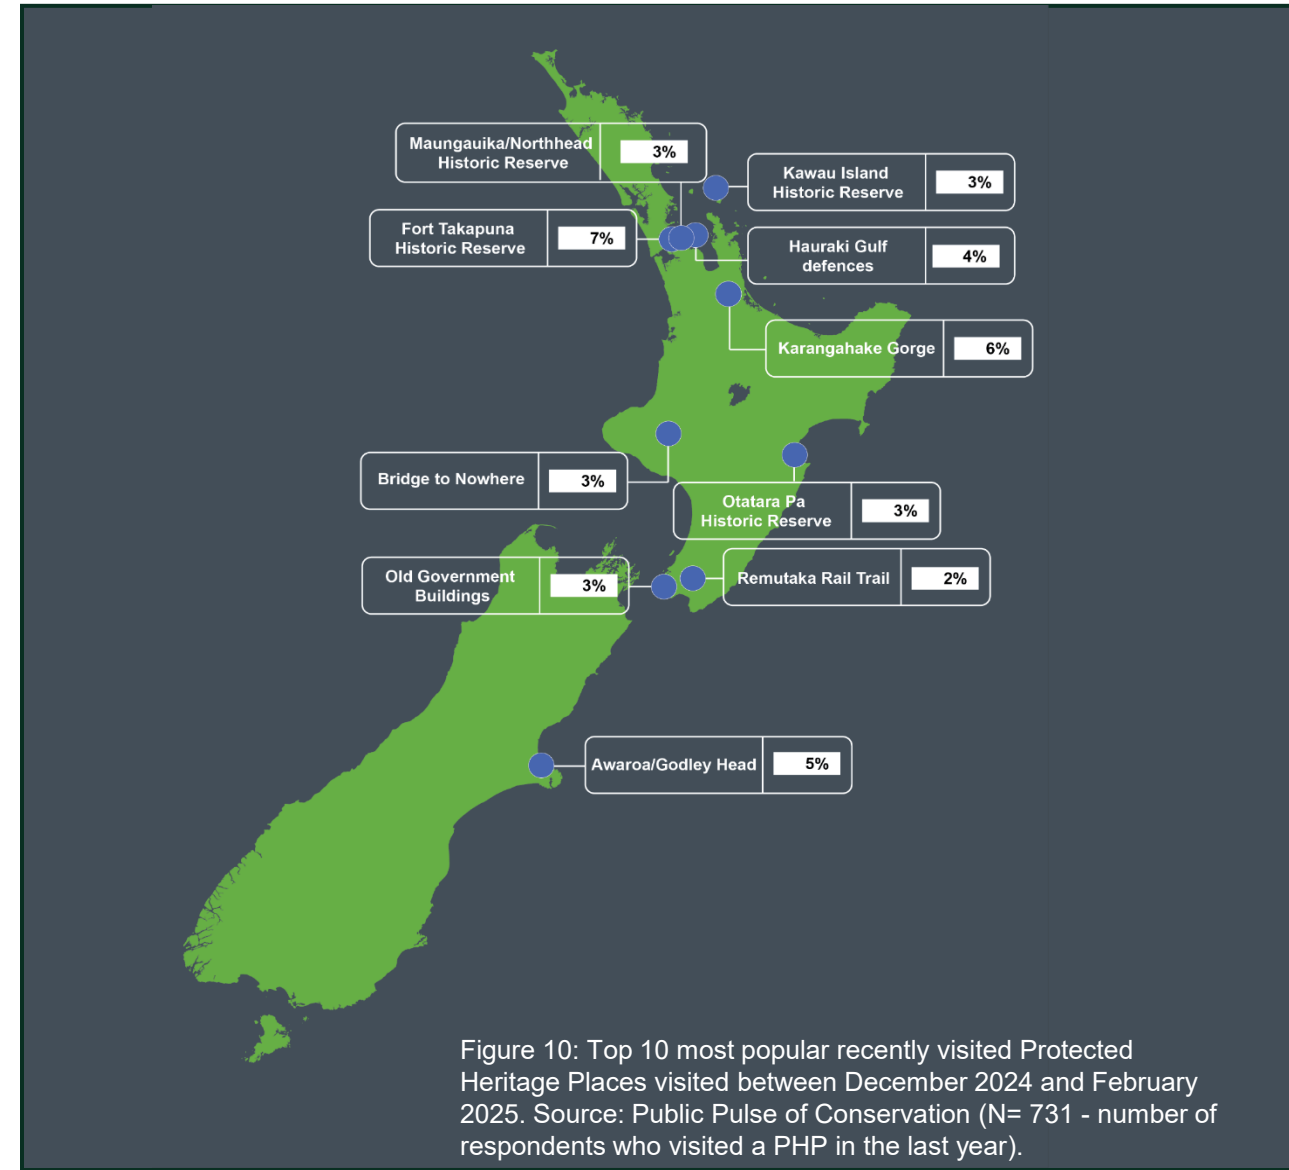 Maungauika/Northhead
Historic Reserve
3%
Kawau Island
Historic Reserve
3%
Fort Takapuna
Historic Reserve
7%
Hauraki Gulf
defences
4%
Karangahake Gorge
6%
Bridge to Nowhere
3%
Otatara Pa
Historic Reserve
3%
Old Government
Buildings
3%
Remutaka Rail Trail
2%
Awaroa/Godley Head
5%
Figure 10: Top 10 most popular recently visited Protected
Heritage Places visited between December 2024 and February
2025. Source: Public Pulse of Conservation (N= 731 - number of
respondents who visited a PHP in the last year).